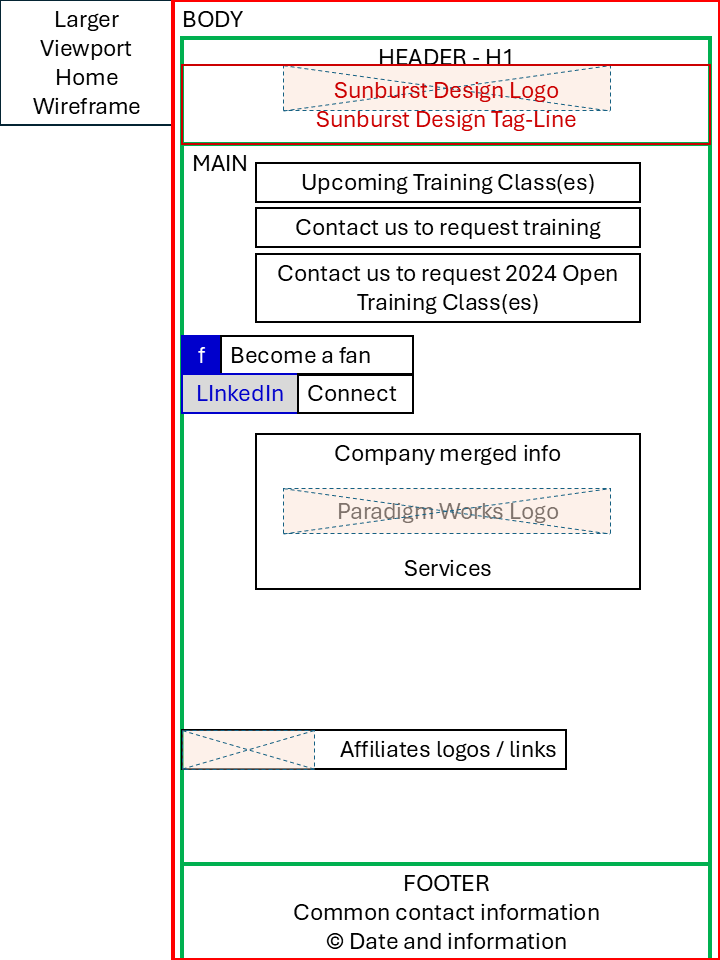 Larger
Viewport
Home
Wireframe
BODY
HEADER - H1
Sunburst Design Logo
Sunburst Design Tag-Line
MAIN
Upcoming Training Class(es)
Contact us to request training
Contact us to request 2024 Open
Training Class(es)
f Become a fan
LInkedIn Connect
Company merged info
Paradigm Works Logo
Services
Affiliates logos / links
FOOTER
Common contact information
© Date and information